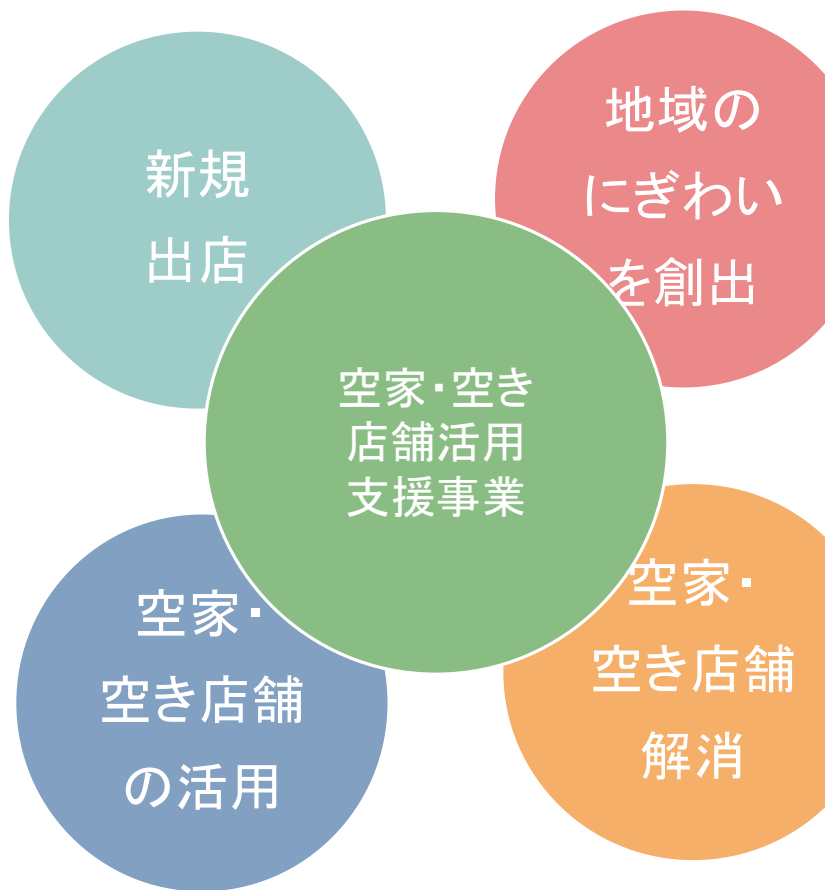 新規
出店
地域の
にぎわい
を創出
空家・空き
店舗活用
支援事業
空家・
空き店舗
の活用
空家・
空き店舗
解消